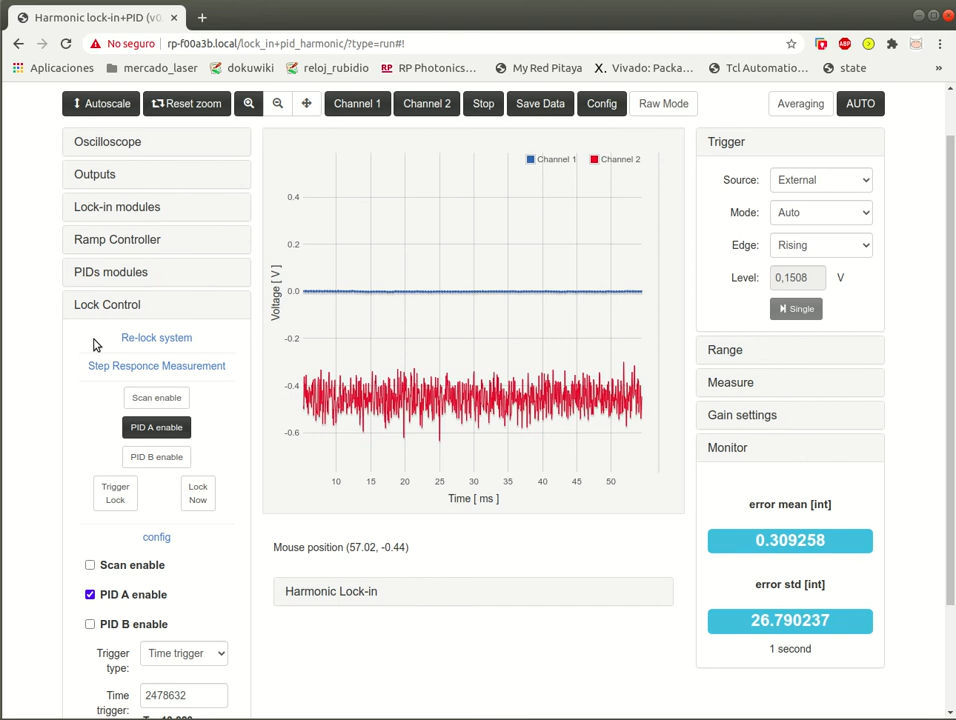 Harmonic lock-in+PID (v0.
No seguro rp-f00a3b.local/lock_in+pid_harmonic/?type=run#!
ABP
Aplicaciones mercado_laser dokuwiki reloj_rubidio RP RP Photonics… My Red Pitaya X. Vivado: Packa… Tcl Automatio… state »
Autoscale Reset zoom Channel 1 Channel 2 Stop Save Data Config Raw Mode Averaging AUTO
Oscilloscope
Outputs
Lock-in modules
Ramp Controller
PIDs modules
Lock Control
Re-lock system
Step Responce Measurement
Scan enable
PID A enable
PID B enable
Trigger Lock
Lock Now
config
Scan enable
PID A enable
PID B enable
Trigger type: Time trigger
Time trigger: 2478632
Channel 1 Channel 2
0.4
0.2
0.0
-0.2
-0.4
-0.6
Voltage [ V ]
10 15 20 25 30 35 40 45 50
Time [ ms ]
Mouse position (57.02, -0.44)
Harmonic Lock-in
Trigger
Source: External
Mode: Auto
Edge: Rising
Level: 0,1508 V
Single
Range
Measure
Gain settings
Monitor
error mean [int]
0.309258
error std [int]
26.790237
1 second